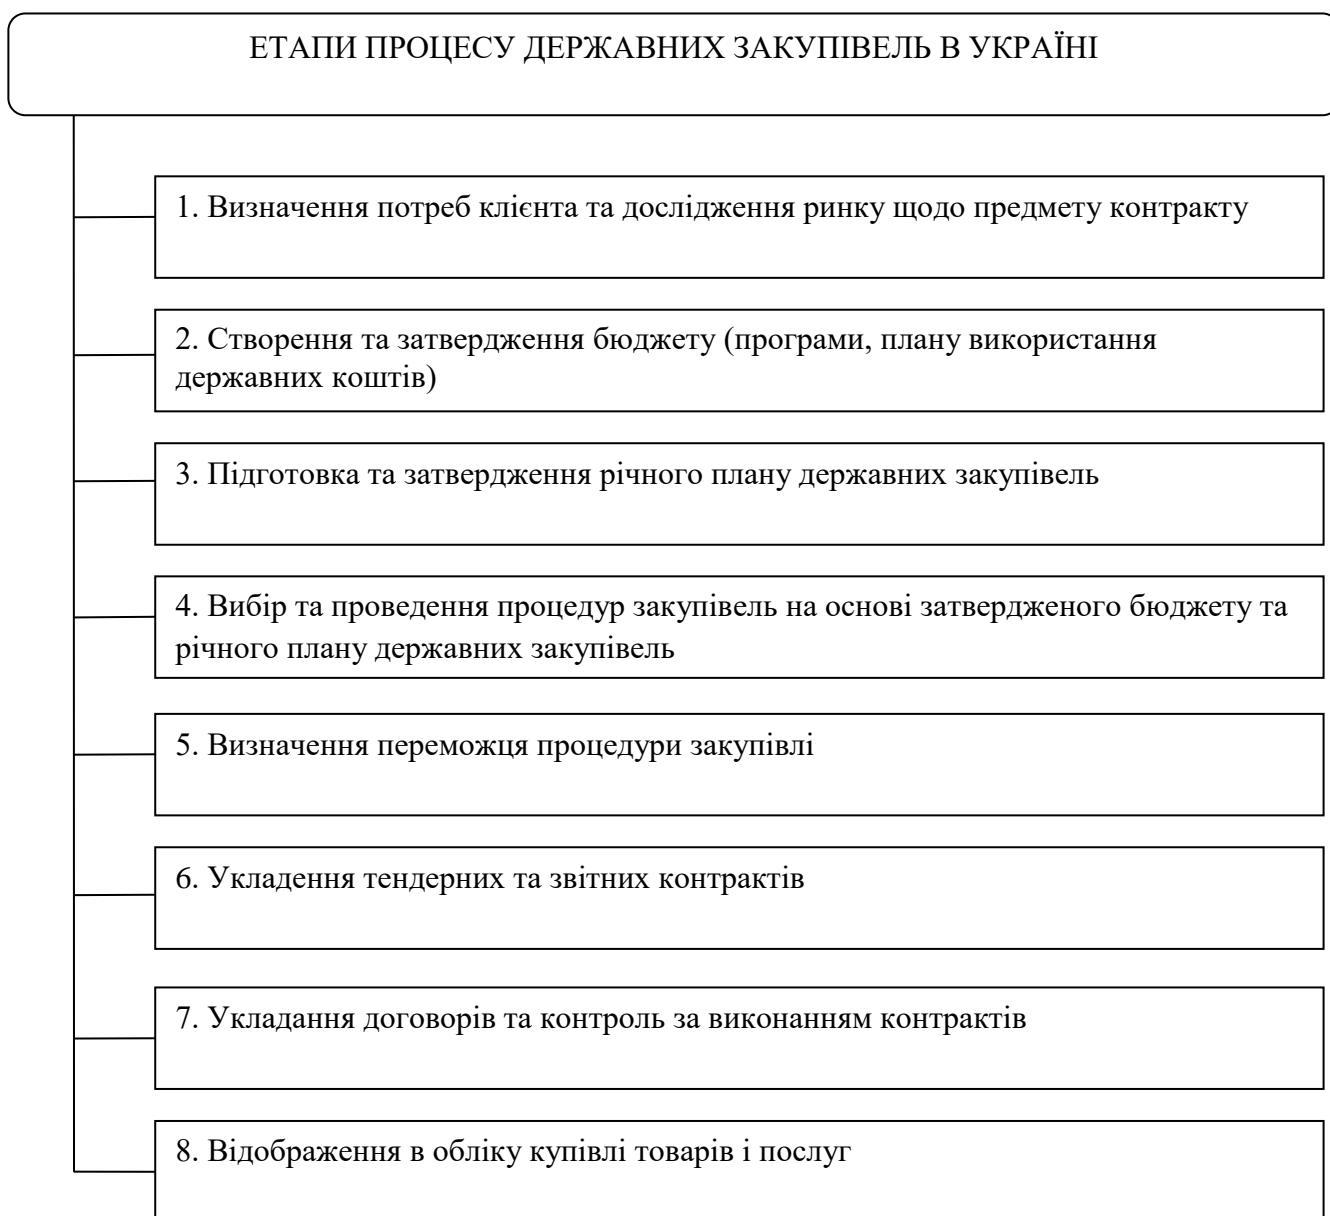 ЕТАПИ ПРОЦЕСУ ДЕРЖАВНИХ ЗАКУПІВЕЛЬ В УКРАЇНІ
1. Визначення потреб клієнта та дослідження ринку щодо предмету контракту
2. Створення та затвердження бюджету (програми, плану використання
державних коштів)
3. Підготовка та затвердження річного плану державних закупівель
4. Вибір та проведення процедур закупівель на основі затвердженого бюджету та
річного плану державних закупівель
5. Визначення переможця процедури закупівлі
6. Укладення тендерних та звітних контрактів
7. Укладання договорів та контроль за виконанням контрактів
8. Відображення в обліку купівлі товарів і послуг